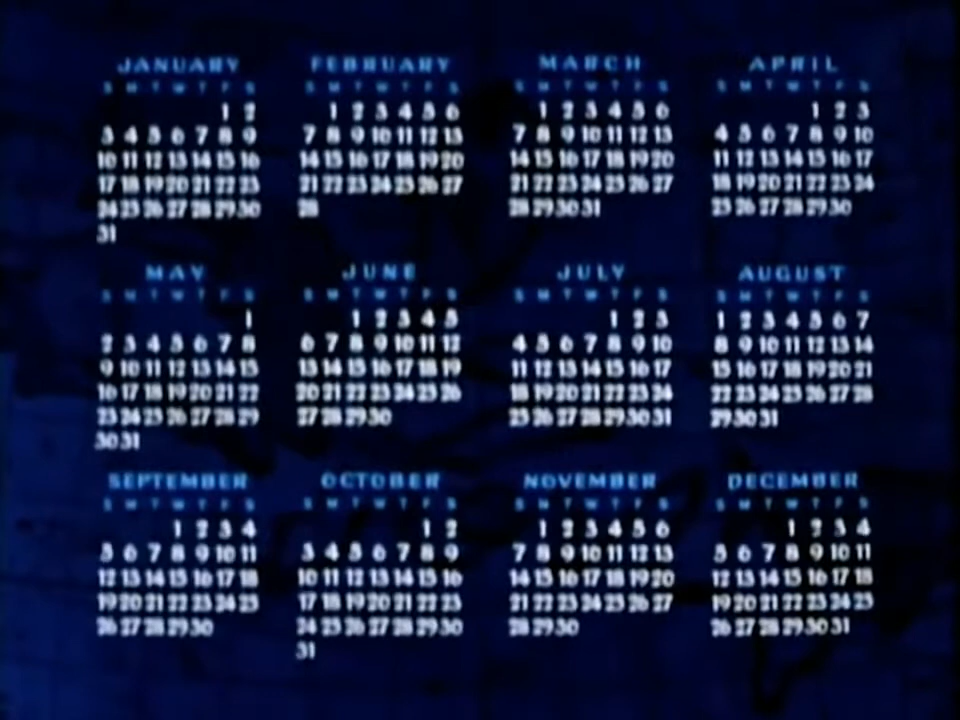 JANUARY FEBRUARY MARCH APRIL
S M T W T F S S M T W T F S S M T W T F S S M T W T F S
1 2 1 2 3 4 5 6 1 2 3 4 5 6 1 2 3
3 4 5 6 7 8 9 7 8 9 10 11 12 13 7 8 9 10 11 12 13 4 5 6 7 8 9 10
10 11 12 13 14 15 16 14 15 16 17 18 19 20 14 15 16 17 18 19 20 11 12 13 14 15 16 17
17 18 19 20 21 22 23 21 22 23 24 25 26 27 21 22 23 24 25 26 27 18 19 20 21 22 23 24
24 25 26 27 28 29 30 28 28 29 30 31 25 26 27 28 29 30
31
MAY JUNE JULY AUGUST
S M T W T F S S M T W T F S S M T W T F S S M T W T F S
1 1 2 3 4 5 1 2 3 1 2 3 4 5 6 7
2 3 4 5 6 7 8 6 7 8 9 10 11 12 4 5 6 7 8 9 10 8 9 10 11 12 13 14
9 10 11 12 13 14 15 13 14 15 16 17 18 19 11 12 13 14 15 16 17 15 16 17 18 19 20 21
16 17 18 19 20 21 22 20 21 22 23 24 25 26 18 19 20 21 22 23 24 22 23 24 25 26 27 28
23 24 25 26 27 28 29 27 28 29 30 25 26 27 28 29 30 31 29 30 31
30 31
SEPTEMBER OCTOBER NOVEMBER DECEMBER
S M T W T F S S M T W T F S S M T W T F S S M T W T F S
1 2 3 4 1 2 1 2 3 4 5 6 1 2 3 4
5 6 7 8 9 10 11 3 4 5 6 7 8 9 7 8 9 10 11 12 13 5 6 7 8 9 10 11
12 13 14 15 16 17 18 10 11 12 13 14 15 16 14 15 16 17 18 19 20 12 13 14 15 16 17 18
19 20 21 22 23 24 25 17 18 19 20 21 22 23 21 22 23 24 25 26 27 19 20 21 22 23 24 25
26 27 28 29 30 24 25 26 27 28 29 30 28 29 30 26 27 28 29 30 31
31